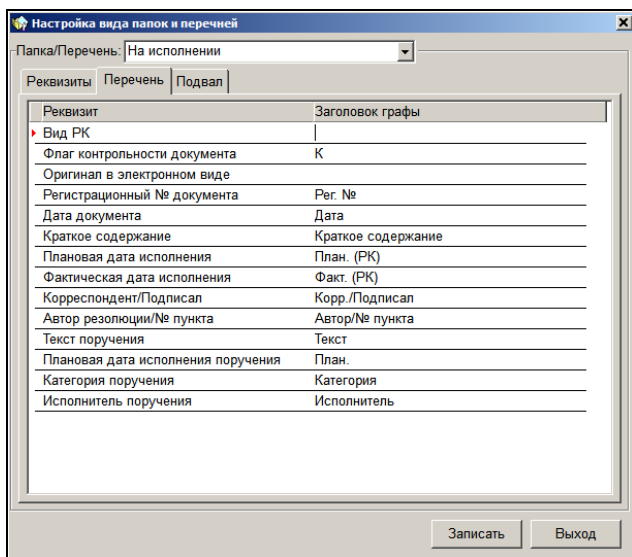 Настройка вида папок и перечней
Папка/Перечень: На исполнении
Реквизиты Перечень Подвал
Реквизит Заголовок графы
Вид РК
Флаг контрольности документа К
Оригинал в электронном виде
Регистрационный № документа Рег. №
Дата документа Дата
Краткое содержание Краткое содержание
Плановая дата исполнения План. (РК)
Фактическая дата исполнения Факт. (РК)
Корреспондент/Подписал Корр./Подписал
Автор резолюции/№ пункта Автор/№ пункта
Текст поручения Текст
Плановая дата исполнения поручения План.
Категория поручения Категория
Исполнитель поручения Исполнитель
Записать Выход